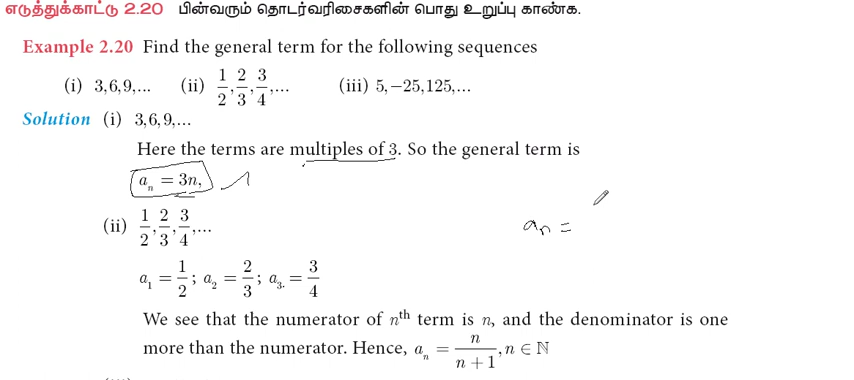 எடுத்துக்காட்டு 2.20 பின்வரும் தொடர்வரிசைகளின் பொது உறுப்பு காண்க.
Example 2.20 Find the general term for the following sequences
(i) 3,6,9,... (ii) 1/2, 2/3, 3/4,... (iii) 5,−25,125,...
Solution (i) 3,6,9,...
Here the terms are multiples of 3. So the general term is
a_n = 3n,
(ii) 1/2, 2/3, 3/4,...
a_n =
a_1 = 1/2; a_2 = 2/3; a_3. = 3/4
We see that the numerator of n^th term is n, and the denominator is one
more than the numerator. Hence, a_n = n/(n + 1), n ∈ ℕ